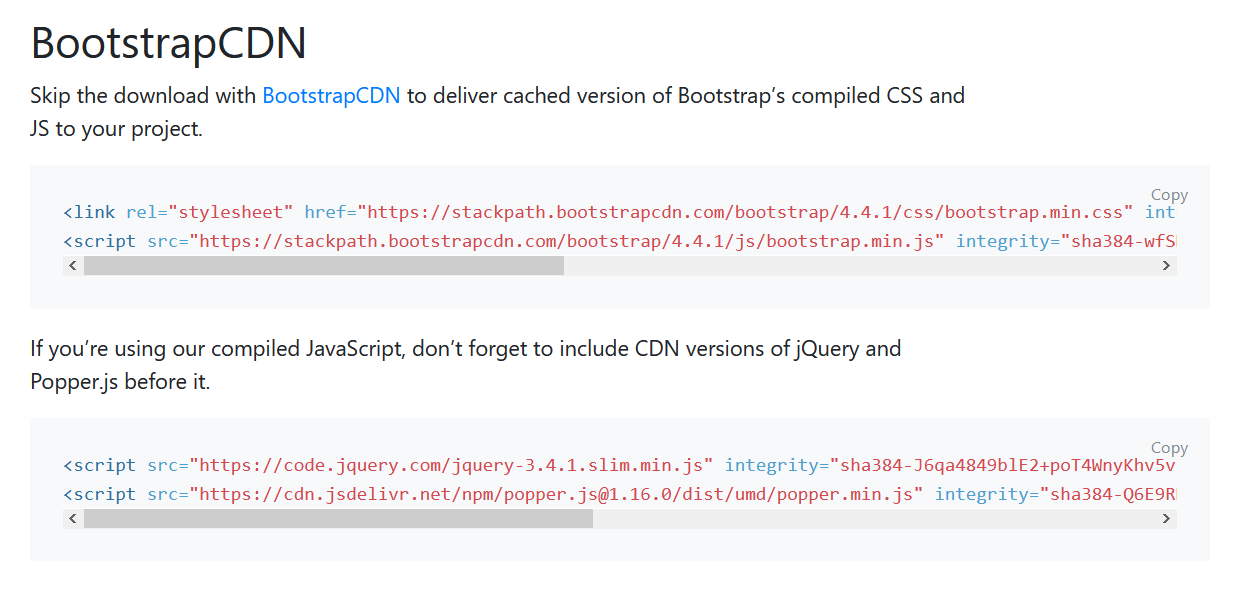 BootstrapCDN
Skip the download with BootstrapCDN to deliver cached version of Bootstrap’s compiled CSS and
JS to your project.
Copy
<link rel="stylesheet" href="https://stackpath.bootstrapcdn.com/bootstrap/4.4.1/css/bootstrap.min.css" int
<script src="https://stackpath.bootstrapcdn.com/bootstrap/4.4.1/js/bootstrap.min.js" integrity="sha384-wfS
If you’re using our compiled JavaScript, don’t forget to include CDN versions of jQuery and
Popper.js before it.
Copy
<script src="https://code.jquery.com/jquery-3.4.1.slim.min.js" integrity="sha384-J6qa4849blE2+poT4WnyKhv5v
<script src="https://cdn.jsdelivr.net/npm/popper.js@1.16.0/dist/umd/popper.min.js" integrity="sha384-Q6E9R